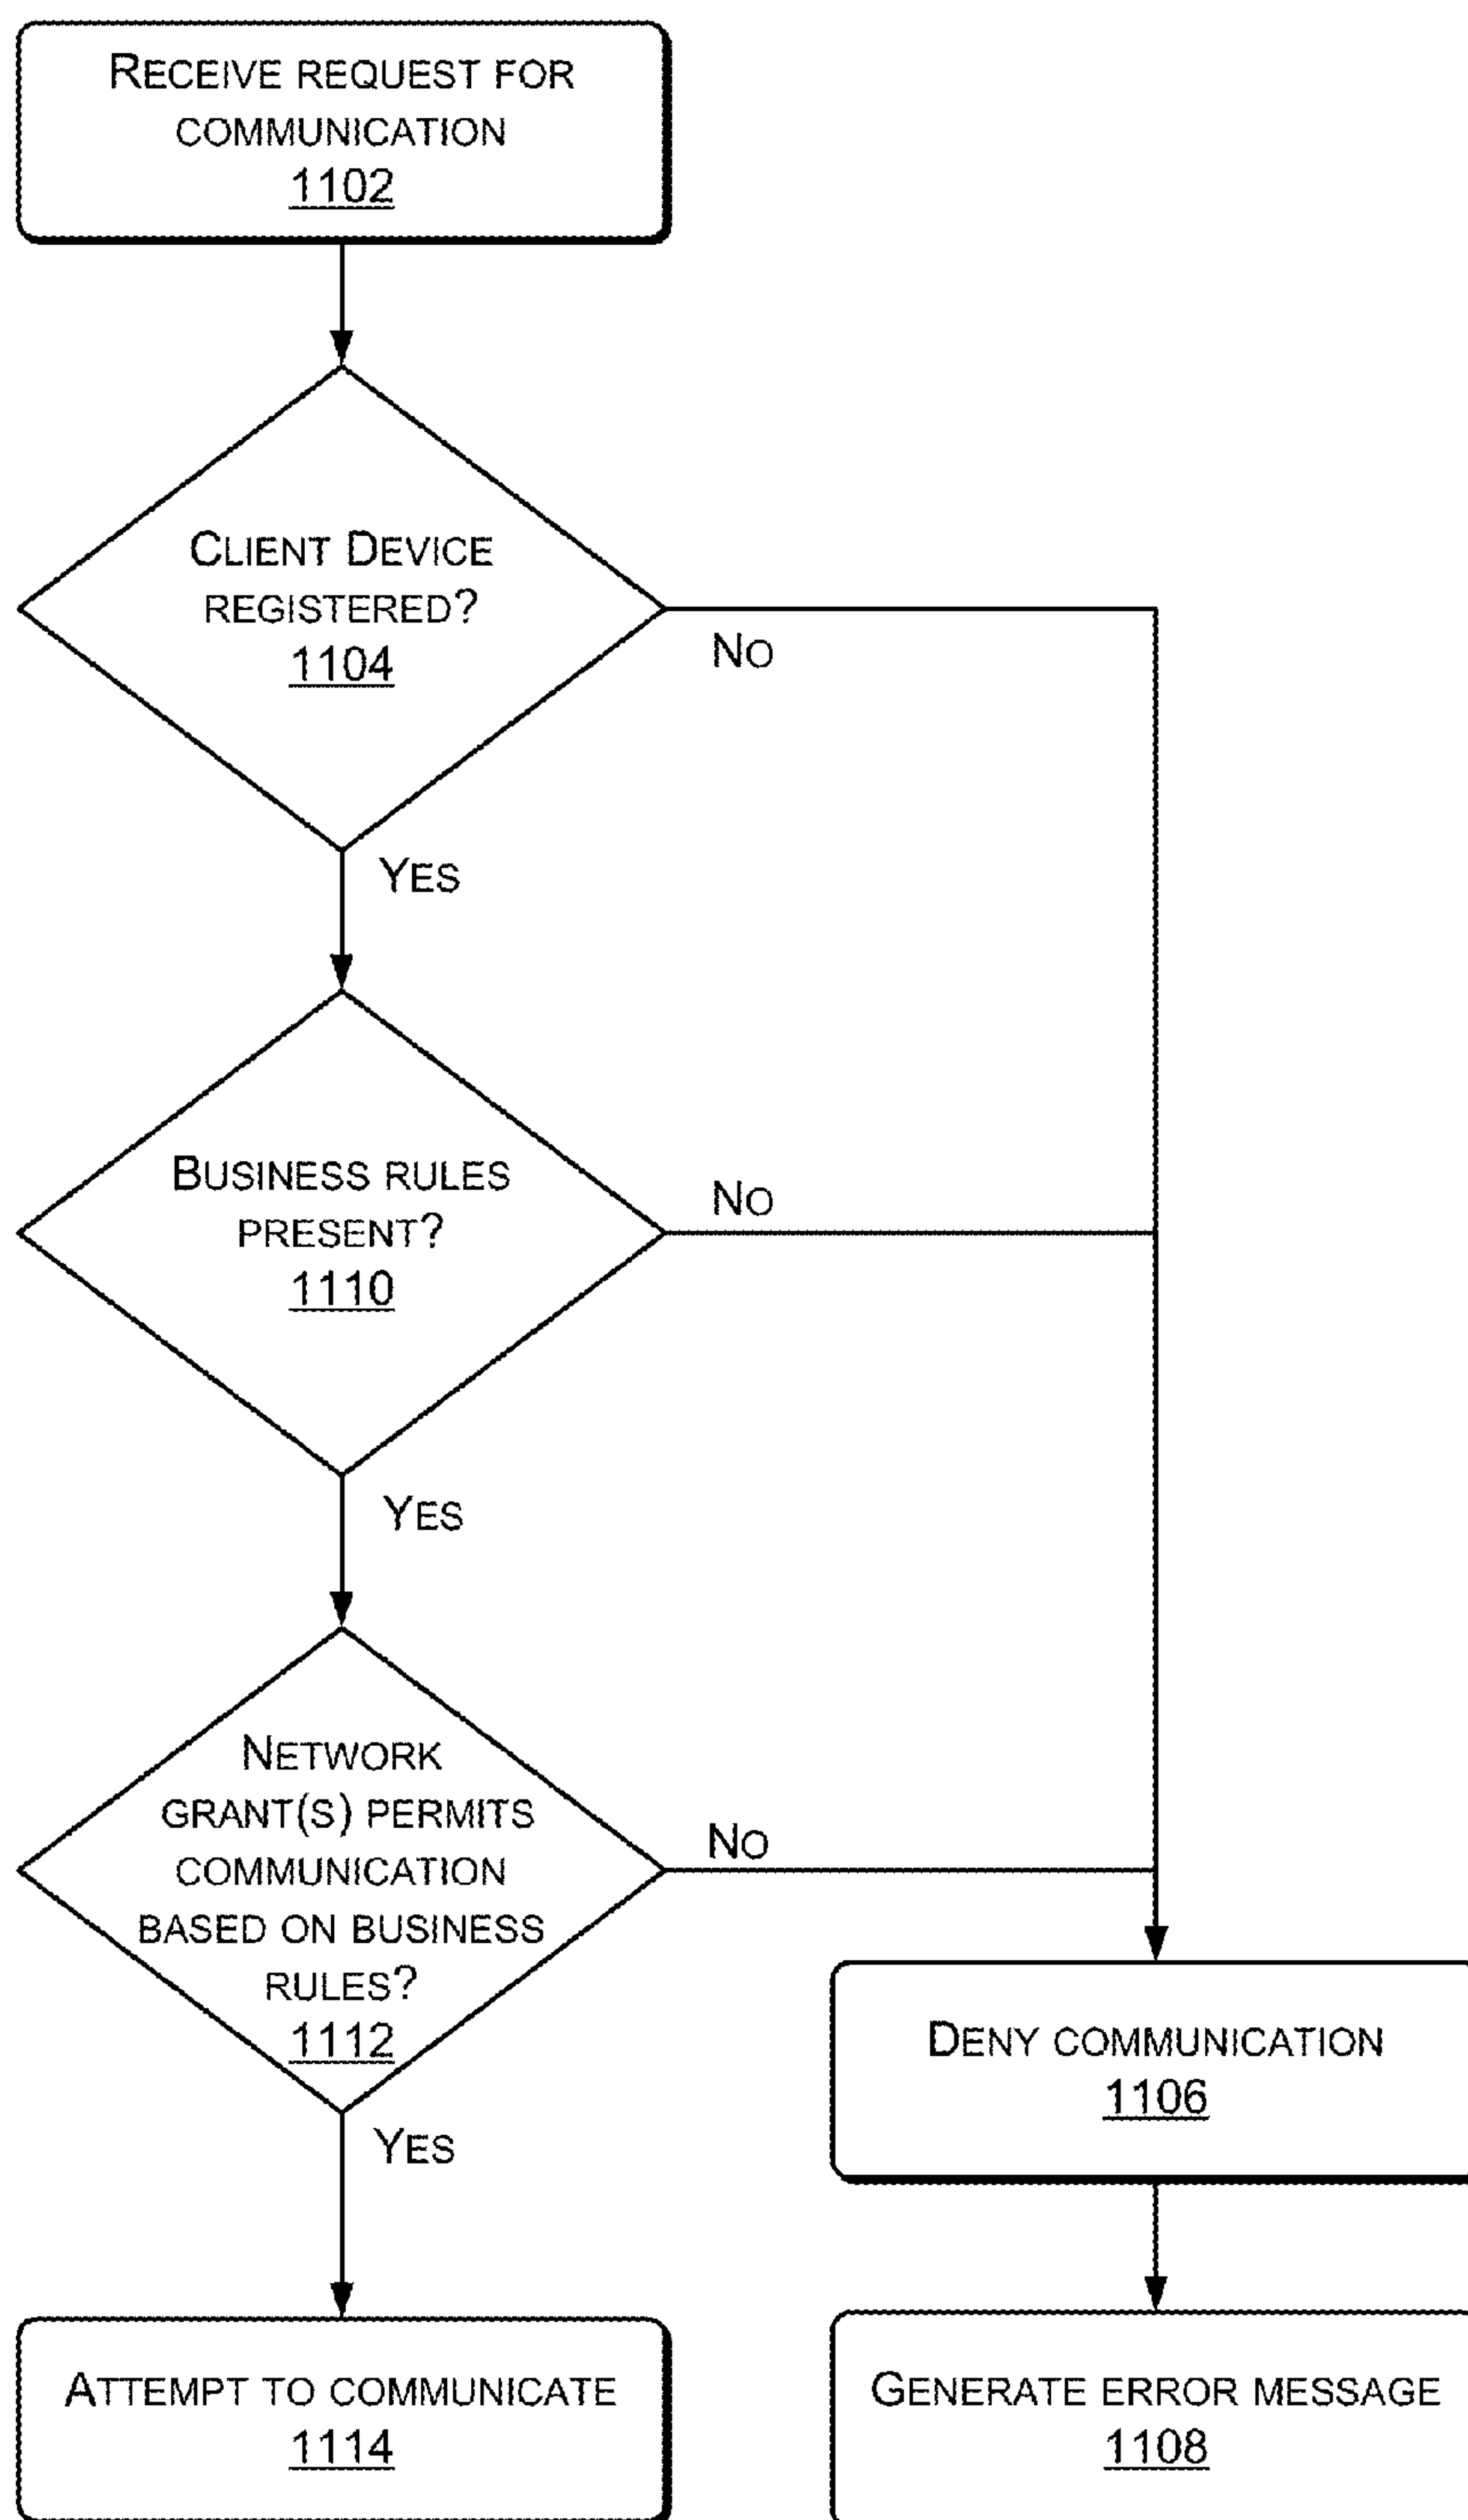 RECEIVE REQUEST FOR
COMMUNICATION
1102
CLIENT DEVICE
REGISTERED?
1104
NO
YES
BUSINESS RULES
PRESENT?
1110
NO
YES
NETWORK
GRANT(S) PERMITS
COMMUNICATION
BASED ON BUSINESS
RULES?
1112
NO
YES
DENY COMMUNICATION
1106
ATTEMPT TO COMMUNICATE
1114
GENERATE ERROR MESSAGE
1108